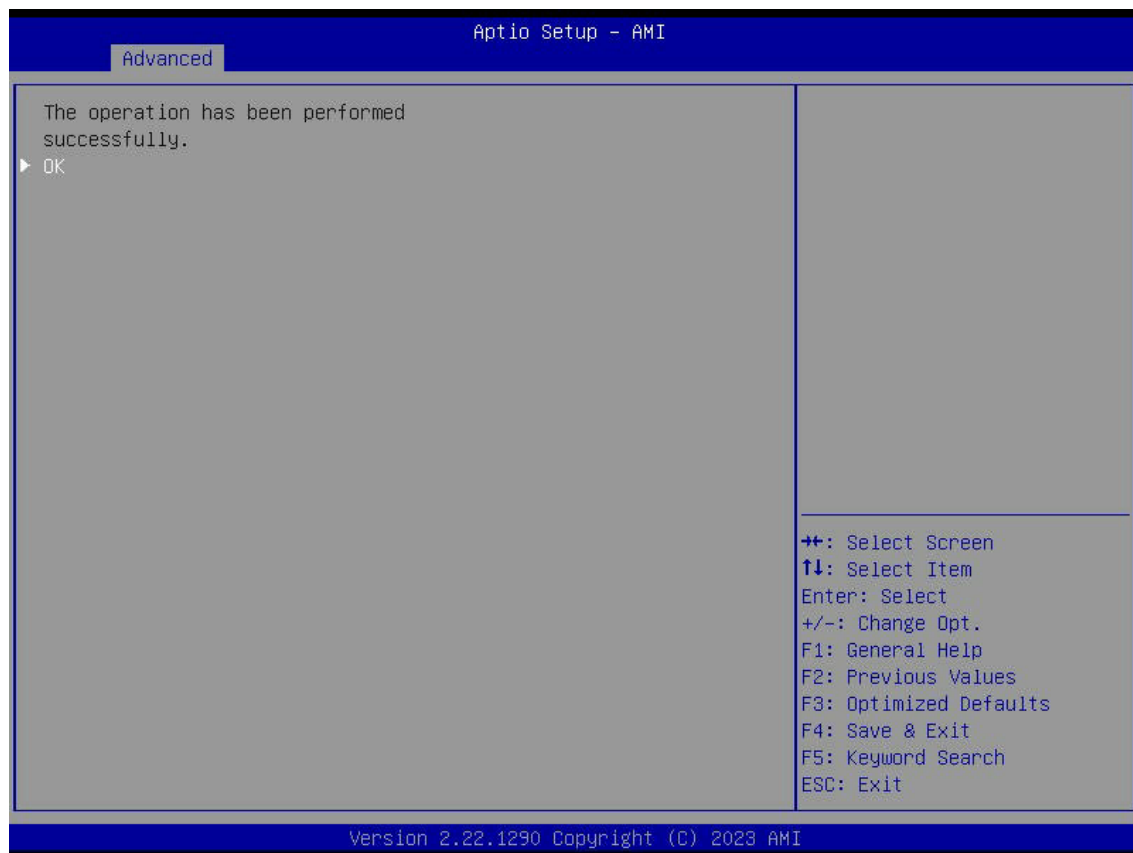 Aptio Setup – AMI
Advanced
The operation has been performed
successfully.
▶ OK
→←: Select Screen
↑↓: Select Item
Enter: Select
+/-: Change Opt.
F1: General Help
F2: Previous Values
F3: Optimized Defaults
F4: Save & Exit
F5: Keyword Search
ESC: Exit
Version 2.22.1290 Copyright (C) 2023 AMI